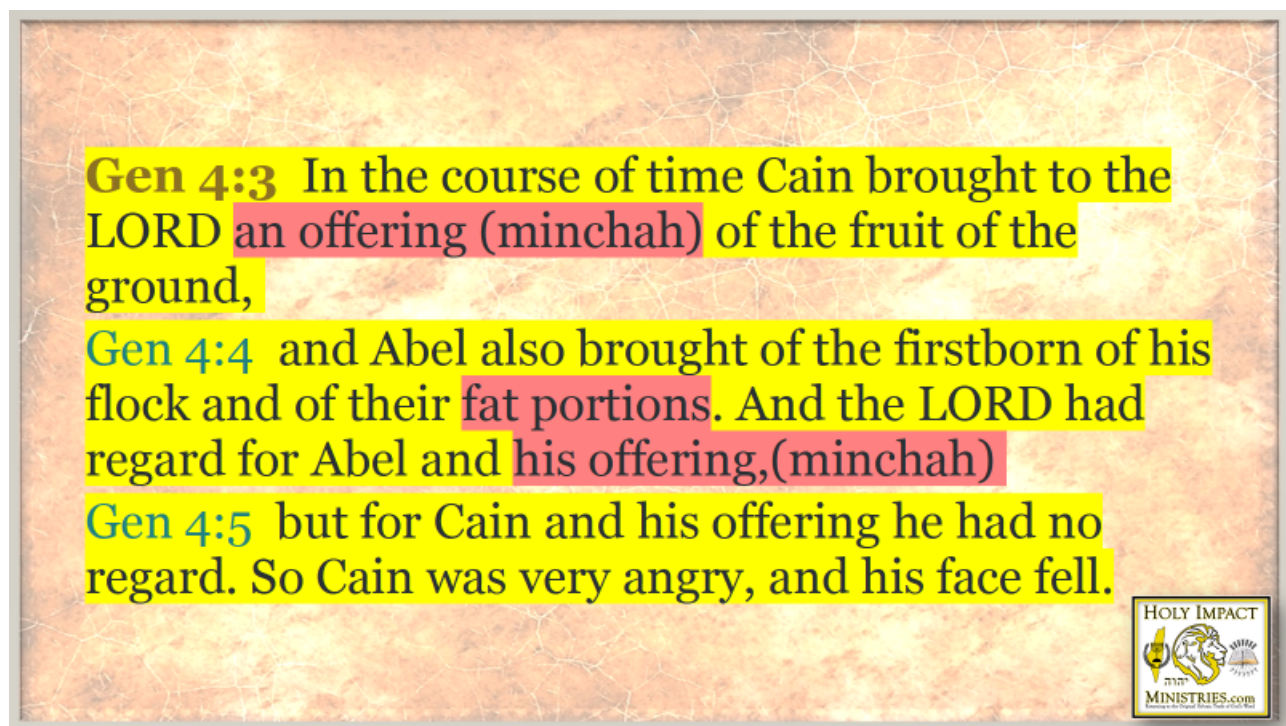 Gen 4:3 In the course of time Cain brought to the
LORD an offering (minchah) of the fruit of the
ground,
Gen 4:4 and Abel also brought of the firstborn of his
flock and of their fat portions. And the LORD had
regard for Abel and his offering,(minchah)
Gen 4:5 but for Cain and his offering he had no
regard. So Cain was very angry, and his face fell.
HOLY IMPACT
יהוה
MINISTRIES.com